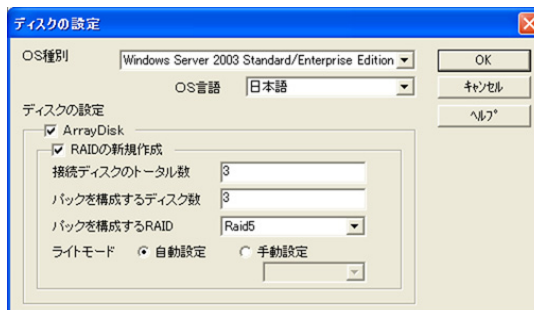 ディスクの設定
OS種別 Windows Server 2003 Standard/Enterprise Edition OK
OS言語 日本語 キャンセル
ディスクの設定 ヘルプ
ArrayDisk
RAIDの新規作成
接続ディスクのトータル数 3
パックを構成するディスク数 3
パックを構成するRAID Raid5
ライトモード 自動設定 手動設定